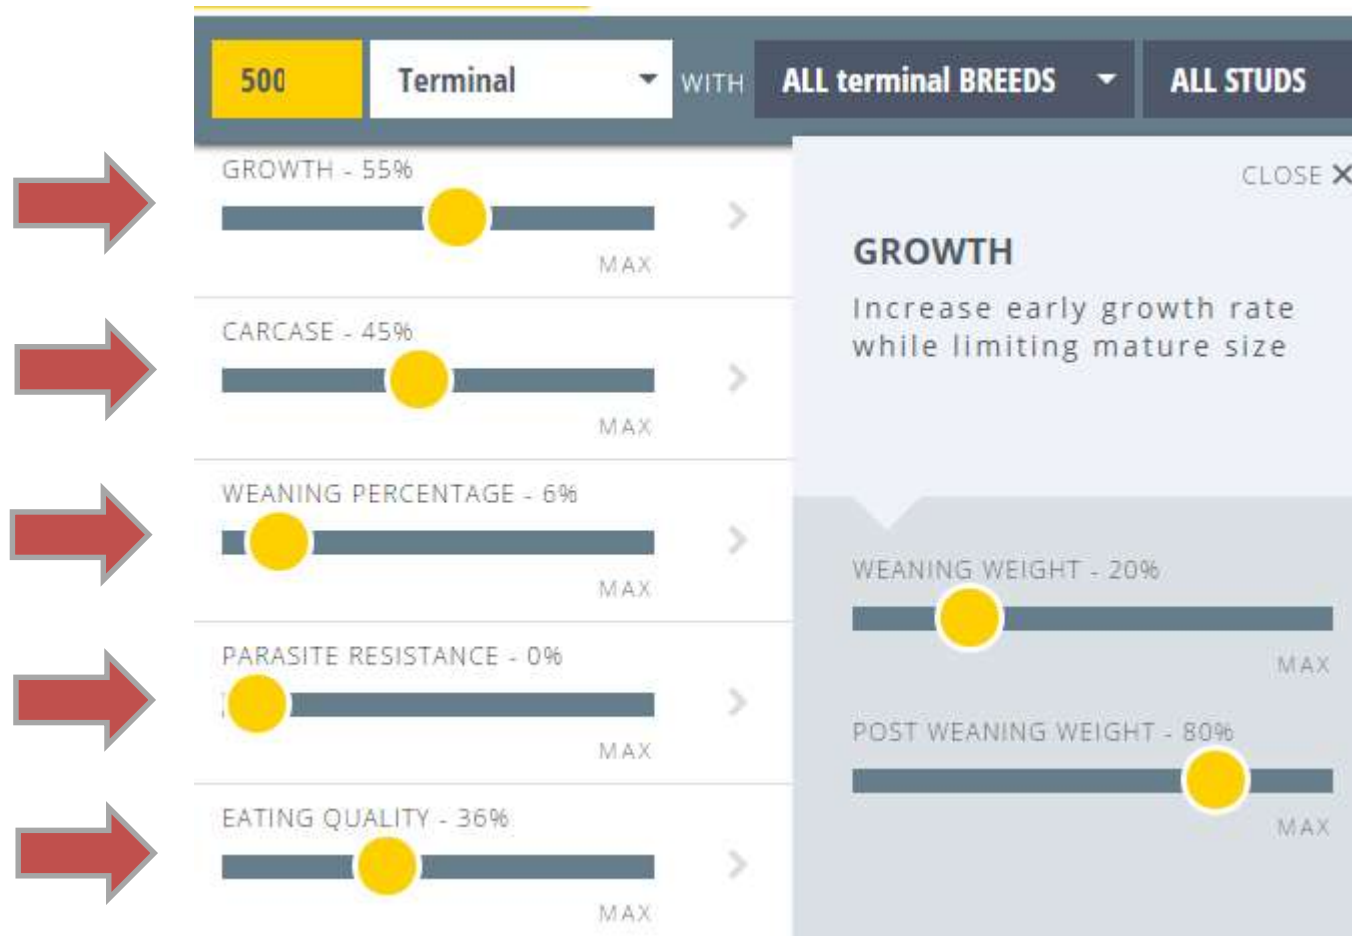 500 Terminal WITH ALL terminal BREEDS ALL STUDS
GROWTH - 55%
MAX
CARCASE - 45%
MAX
WEANING PERCENTAGE - 6%
MAX
PARASITE RESISTANCE - 0%
MAX
EATING QUALITY - 36%
MAX
CLOSE X
GROWTH
Increase early growth rate
while limiting mature size
WEANING WEIGHT - 20%
MAX
POST WEANING WEIGHT - 80%
MAX